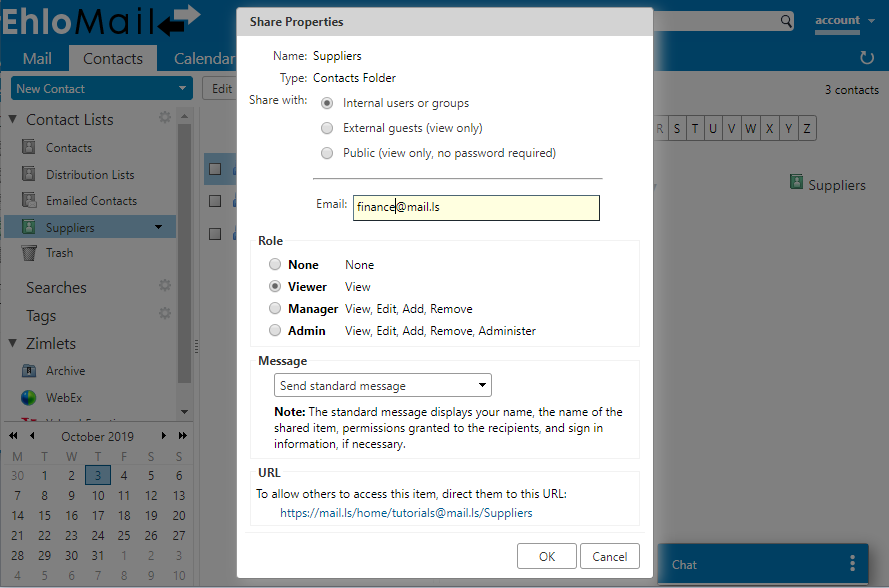 EhloMail
account
Mail
Contacts
Calendar
New Contact
Edit
3 contacts
Contact Lists
Contacts
Distribution Lists
Emailed Contacts
Suppliers
Trash
Searches
Tags
Zimlets
Archive
WebEx
October 2019
M T W T F S S
30 1 2 3 4 5 6
7 8 9 10 11 12 13
14 15 16 17 18 19 20
21 22 23 24 25 26 27
28 29 30 31 1 2 3
4 5 6 7 8 9 10
Share Properties
Name: Suppliers
Type: Contacts Folder
Share with: Internal users or groups
External guests (view only)
Public (view only, no password required)
Email: finance@mail.ls
Role
None None
Viewer View
Manager View, Edit, Add, Remove
Admin View, Edit, Add, Remove, Administer
Message
Send standard message
Note: The standard message displays your name, the name of the
shared item, permissions granted to the recipients, and sign in
information, if necessary.
URL
To allow others to access this item, direct them to this URL:
https://mail.ls/home/tutorials@mail.ls/Suppliers
OK Cancel
R S T U V W X Y Z
Suppliers
Chat